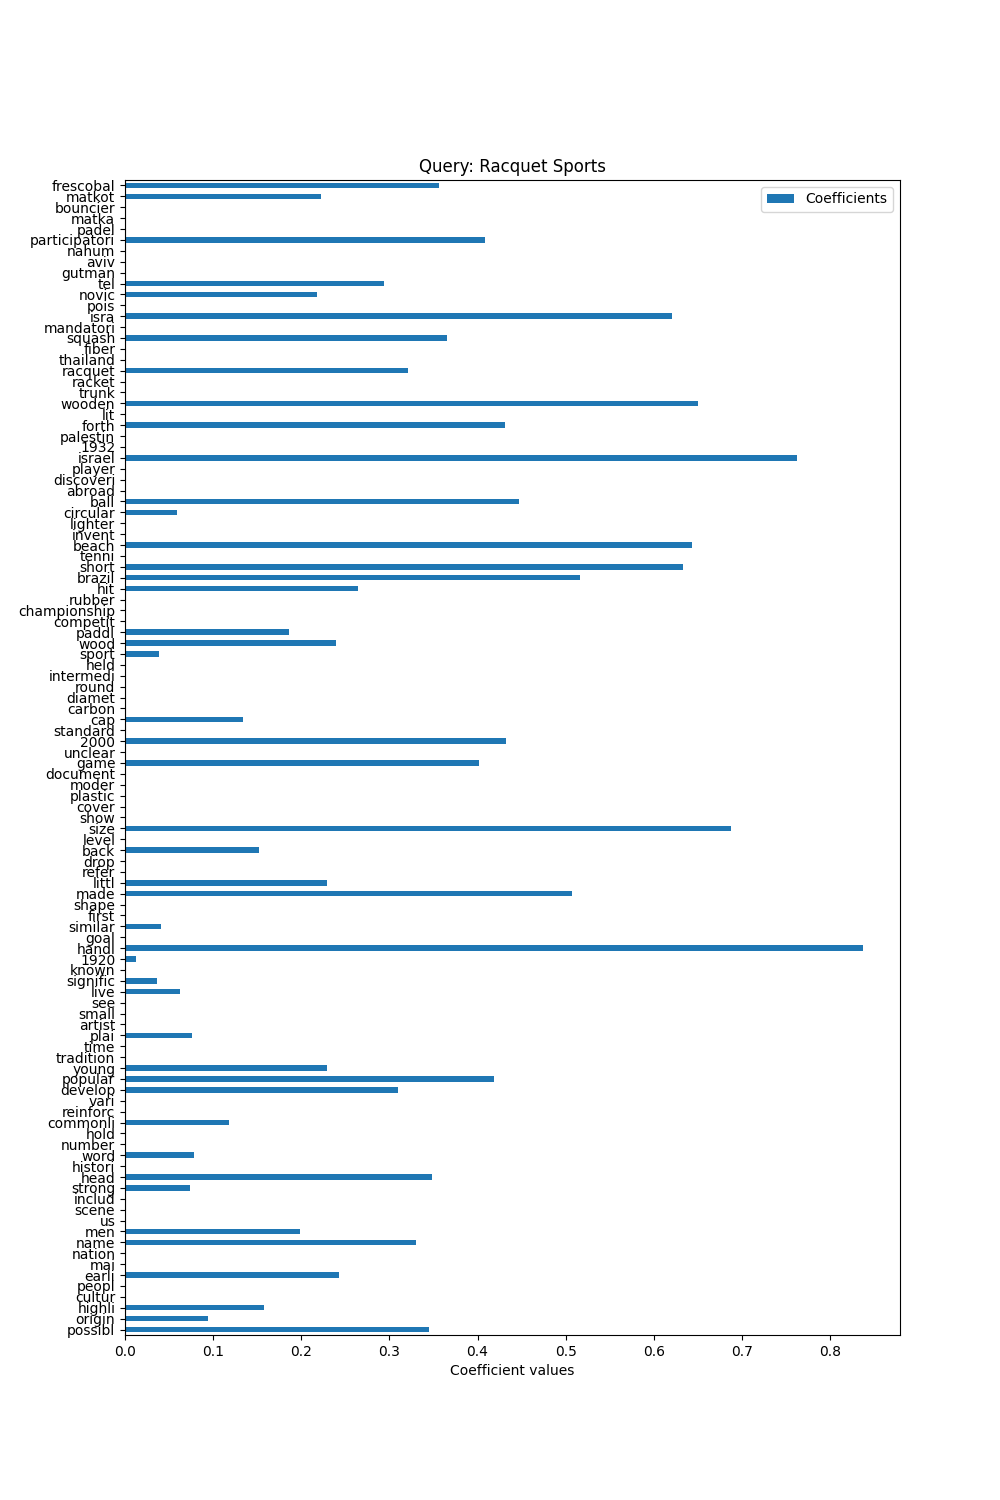 Query: Racquet Sports
Coefficients
frescobal
matkot
bouncier
matka
padel
participatori
nahum
aviv
gutman
tel
novic
pois
isra
mandatori
squash
fiber
thailand
racquet
racket
trunk
wooden
lit
forth
palestin
1932
israel
player
discoveri
abroad
ball
circular
lighter
invent
beach
tenni
short
brazil
hit
rubber
championship
competit
paddl
wood
sport
held
intermedi
round
diamet
carbon
cap
standard
2000
unclear
game
document
moder
plastic
cover
show
size
level
back
drop
refer
littl
made
shape
first
similar
goal
handl
1920
known
signific
live
see
small
artist
plai
time
tradition
young
popular
develop
vari
reinforc
commonli
hold
number
word
histori
head
strong
includ
scene
us
men
name
nation
mai
earli
peopl
cultur
highli
origin
possibl
0.0 0.1 0.2 0.3 0.4 0.5 0.6 0.7 0.8
Coefficient values